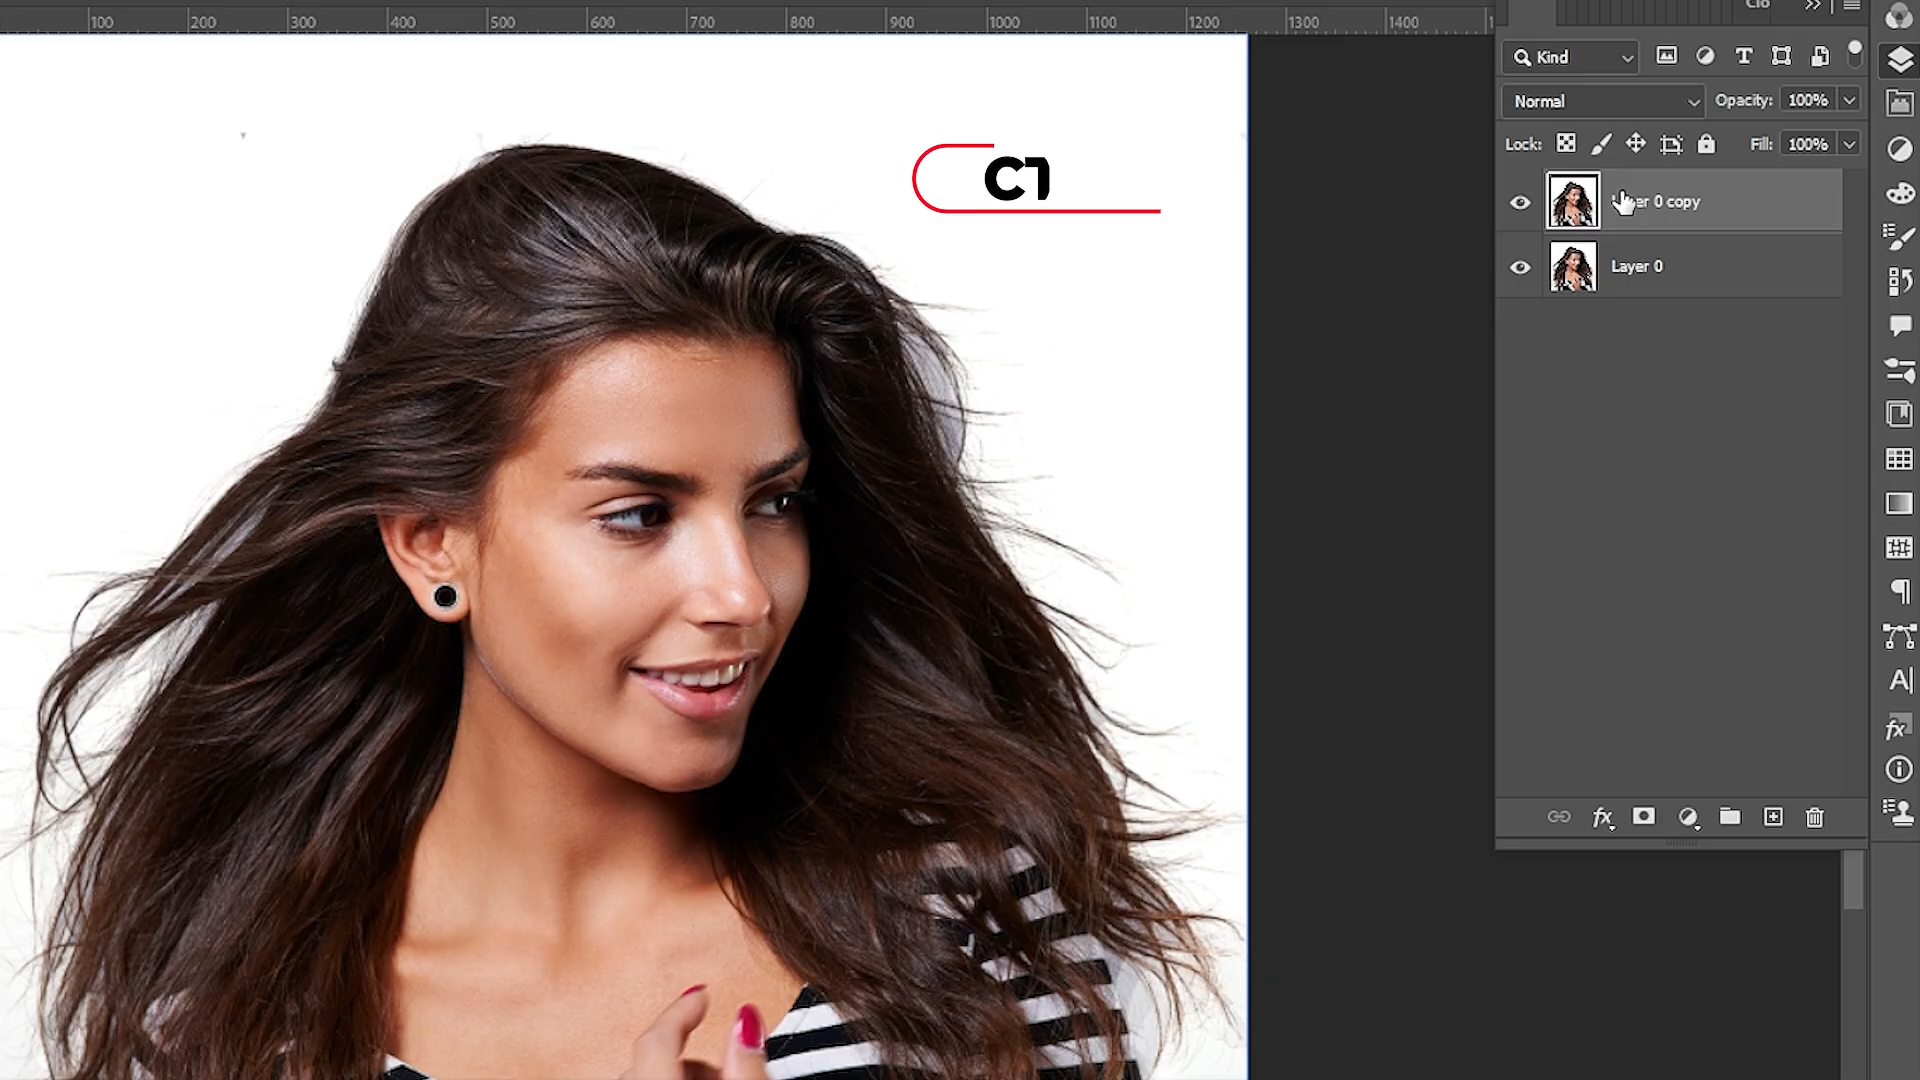 100 200 300 400 500 600 700 800 900 1000 1100 1200 1300 1400
Kind
Normal Opacity: 100%
Lock: Fill: 100%
C1
er 0 copy
Layer 0